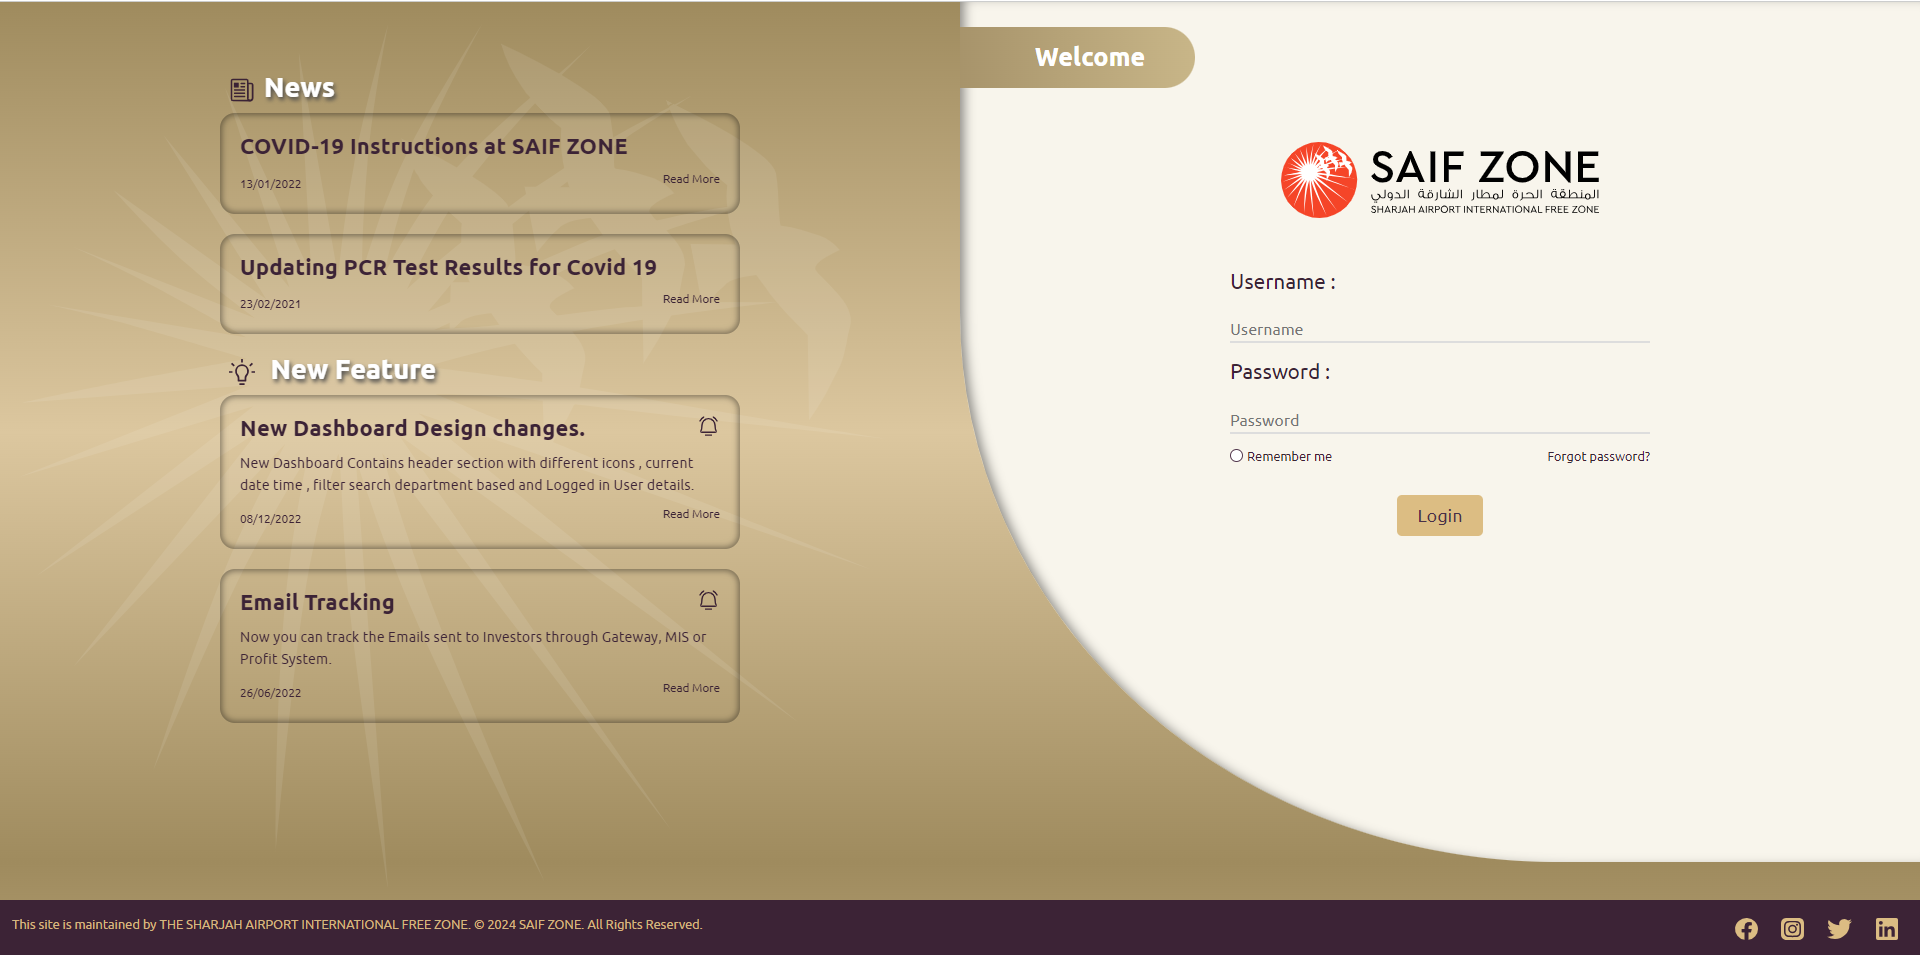 News
COVID-19 Instructions at SAIF ZONE
13/01/2022
Read More
Updating PCR Test Results for Covid 19
23/02/2021
Read More
New Feature
New Dashboard Design changes.
New Dashboard Contains header section with different icons , current
date time , filter search department based and Logged in User details.
08/12/2022
Read More
Email Tracking
Now you can track the Emails sent to Investors through Gateway, MIS or
Profit System.
26/06/2022
Read More
Welcome
SAIF ZONE
المنطقة الحرة لمطار الشارقة الدولي
SHARJAH AIRPORT INTERNATIONAL FREE ZONE
Username :
Username
Password :
Password
Remember me
Forgot password?
Login
This site is maintained by THE SHARJAH AIRPORT INTERNATIONAL FREE ZONE. © 2024 SAIF ZONE. All Rights Reserved.